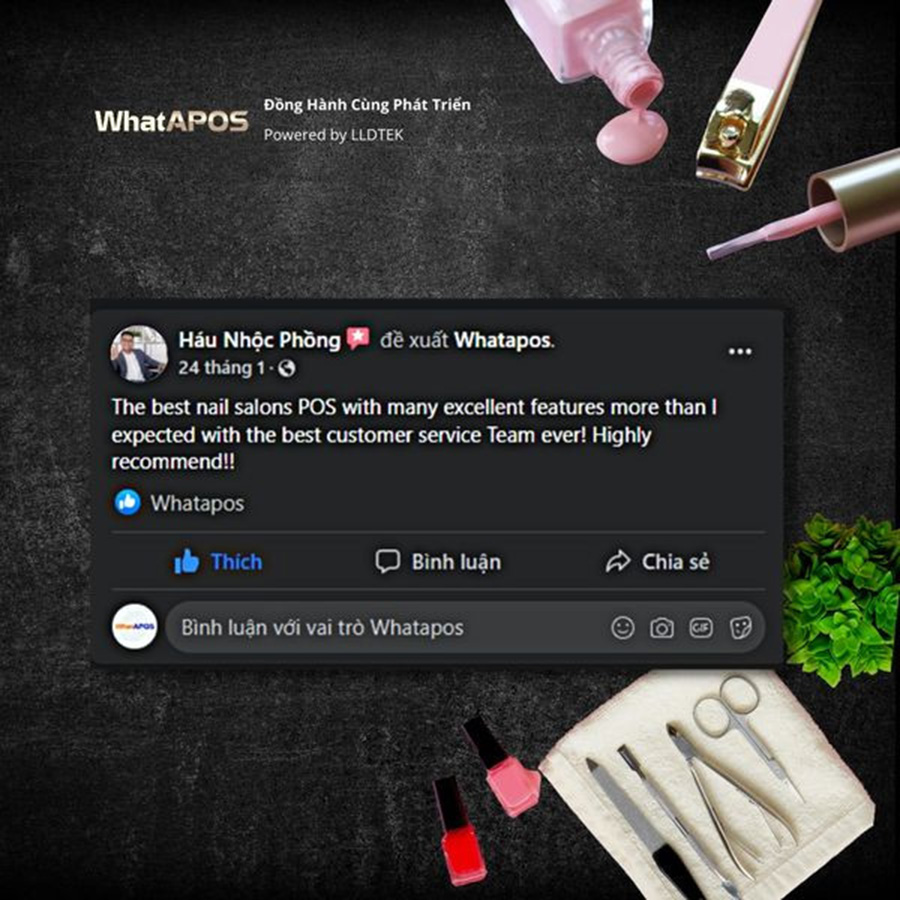 WhatAPOS
Đồng Hành Cùng Phát Triển
Powered by LLDTEK
Háu Nhộc Phồng đề xuất Whatapos.
24 tháng 1 ·
The best nail salons POS with many excellent features more than I
expected with the best customer service Team ever! Highly
recommend!!
Whatapos
Thích
Bình luận
Chia sẻ
WhatAPOS
Bình luận với vai trò Whatapos
GIF